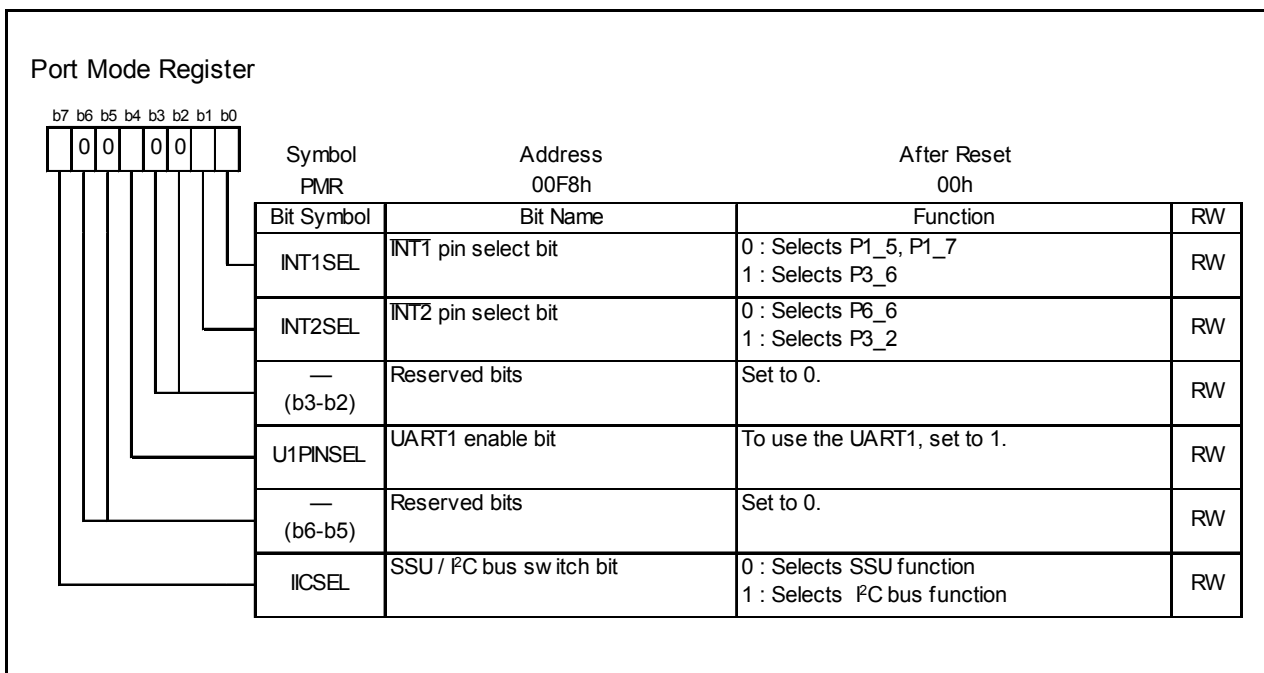 Port Mode Register
b7 b6 b5 b4 b3 b2 b1 b0
0 0 0 0
Symbol Address After Reset
PMR 00F8h 00h
Bit Symbol Bit Name Function RW
INT1SEL INT1 pin select bit 0 : Selects P1_5, P1_7
1 : Selects P3_6 RW
INT2SEL INT2 pin select bit 0 : Selects P6_6
1 : Selects P3_2 RW
— Reserved bits Set to 0. RW
(b3-b2)
U1PINSEL UART1 enable bit To use the UART1, set to 1. RW
— Reserved bits Set to 0. RW
(b6-b5)
IICSEL SSU / I²C bus switch bit 0 : Selects SSU function
1 : Selects I²C bus function RW